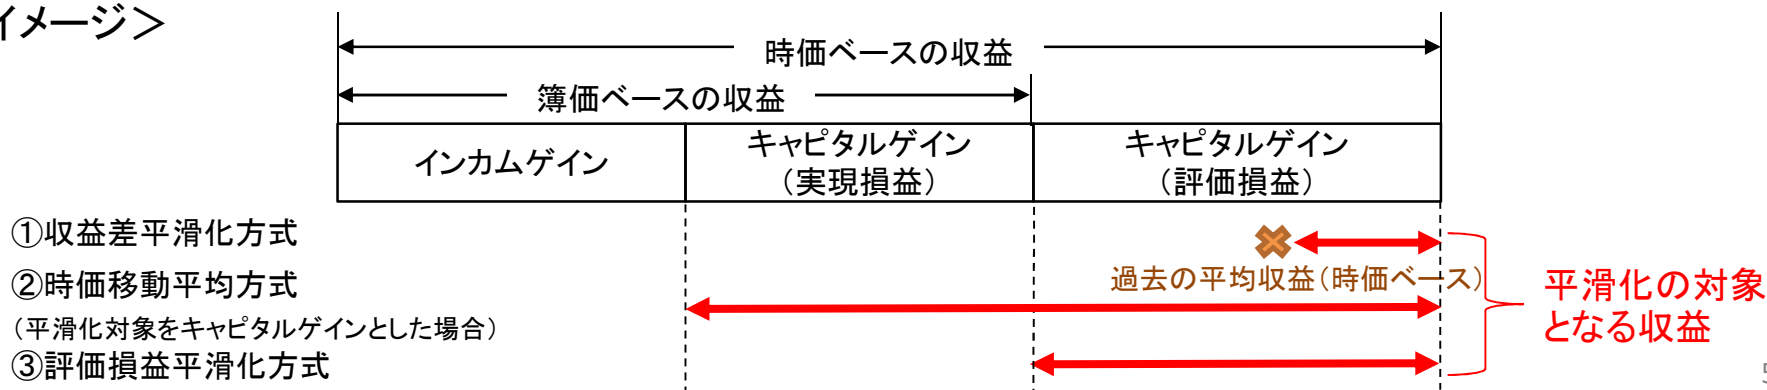 イメージ＞
時価ベースの収益
簿価ベースの収益
インカムゲイン
キャピタルゲイン
（実現損益）
キャピタルゲイン
（評価損益）
①収益差平滑化方式
過去の平均収益（時価ベース）
②時価移動平均方式
（平滑化対象をキャピタルゲインとした場合）
③評価損益平滑化方式
平滑化の対象
となる収益